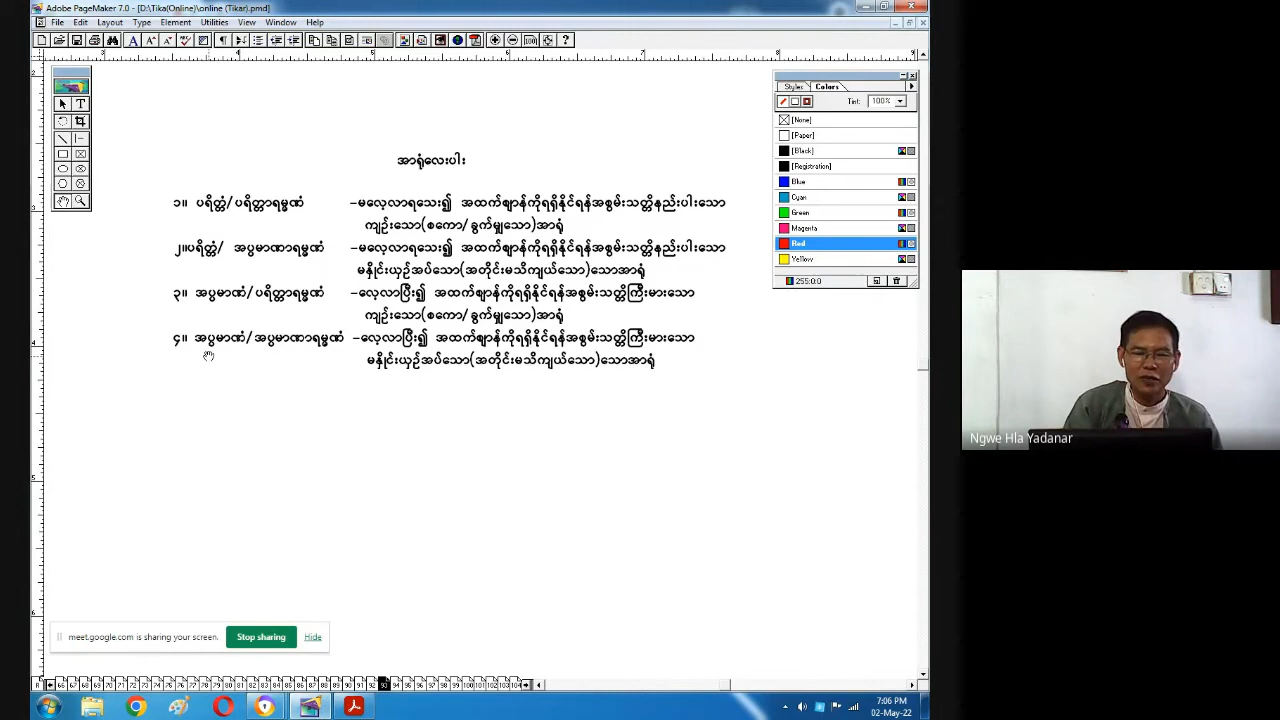 Adobe PageMaker 7.0 - [D:\Tika(Online)\online (Tikar).pmd]
File Edit Layout Type Element Utilities View Window Help
Styles Colors
Tint: 100%
[None]
[Paper]
[Black]
[Registration]
Blue
Cyan
Green
Magenta
Red
Yellow
255:0:0
အာရုံလေးပါး
၁။ ပရိတ္တံ/ပရိတ္တာရမ္မဏံ –မလေ့လာရသေး၍ အထက်ဈာန်ကိုရရှိနိုင်ရန်အစွမ်းသတ္တိနည်းပါးသော
ကျဉ်းသော(စကော/ခွက်မျှသော)အာရုံ
၂။ပရိတ္တံ/ အပ္ပမာဏာရမ္မဏံ –မလေ့လာရသေး၍ အထက်ဈာန်ကိုရရှိနိုင်ရန်အစွမ်းသတ္တိနည်းပါးသော
မနှိုင်းယှဉ်အပ်သော(အတိုင်းမသိကျယ်သော)သောအာရုံ
၃။ အပ္ပမာဏံ/ပရိတ္တာရမ္မဏံ –လေ့လာပြီး၍ အထက်ဈာန်ကိုရရှိနိုင်ရန်အစွမ်းသတ္တိကြီးမားသော
ကျဉ်းသော(စကော/ခွက်မျှသော)အာရုံ
၄။ အပ္ပမာဏံ/အပ္ပမာဏာရမ္မဏံ –လေ့လာပြီး၍ အထက်ဈာန်ကိုရရှိနိုင်ရန်အစွမ်းသတ္တိကြီးမားသော
မနှိုင်းယှဉ်အပ်သော(အတိုင်းမသိကျယ်သော)သောအာရုံ
Ngwe Hla Yadanar
meet.google.com is sharing your screen. Stop sharing Hide
7:06 PM
02-May-22